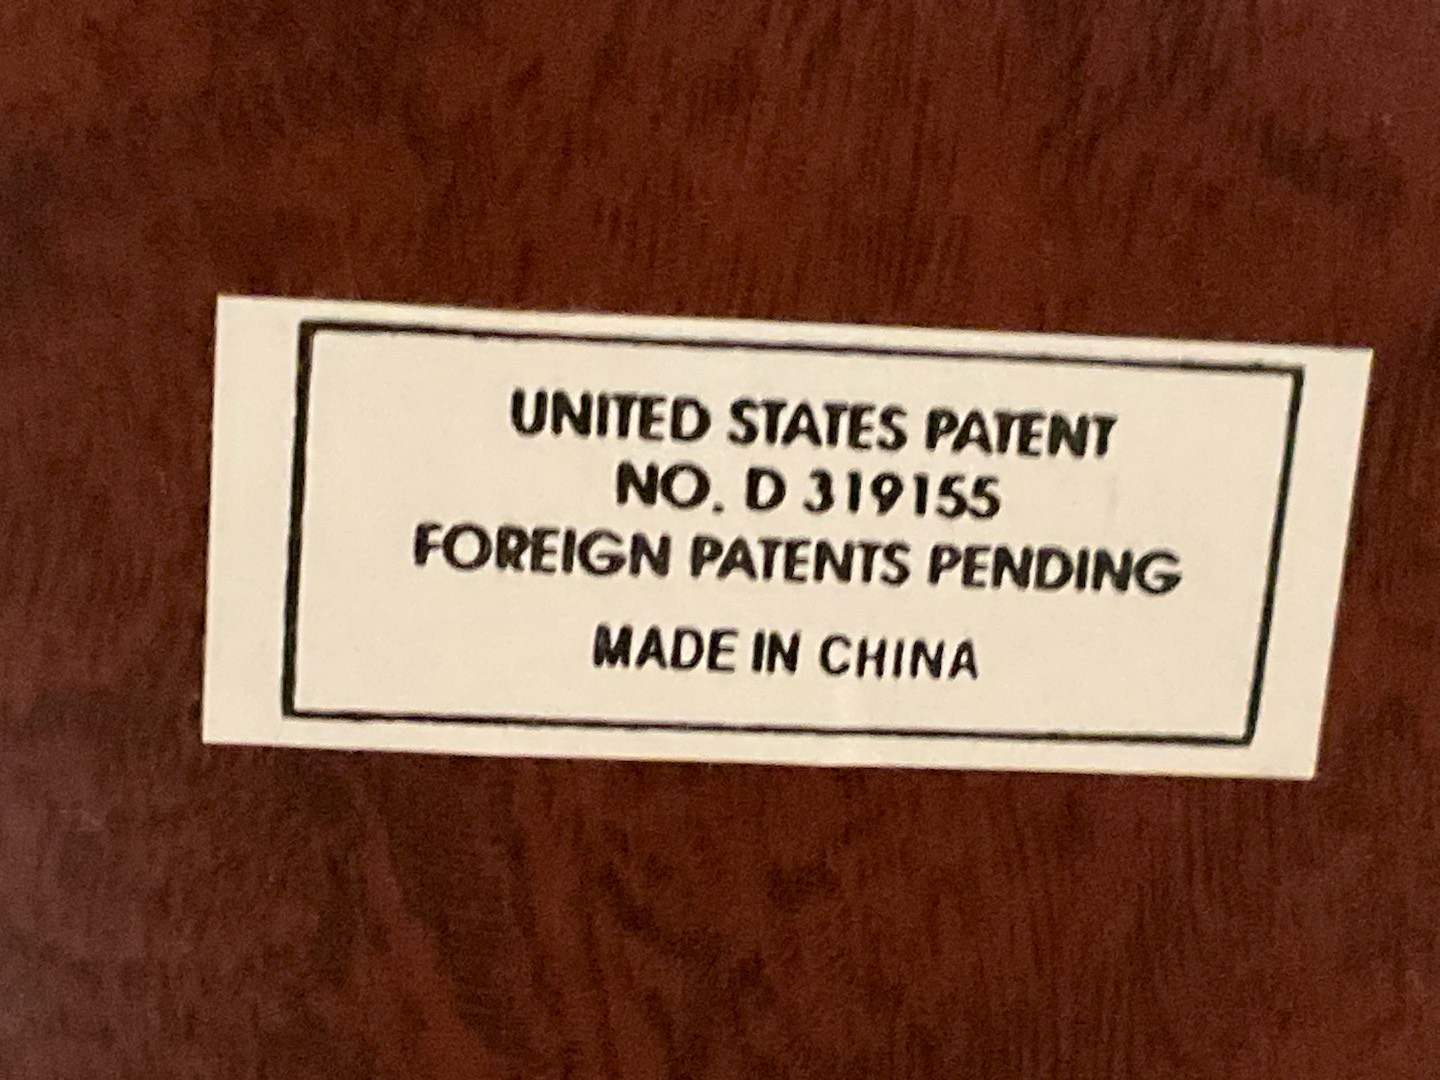 UNITED STATES PATENT
NO. D 319155
FOREIGN PATENTS PENDING
MADE IN CHINA